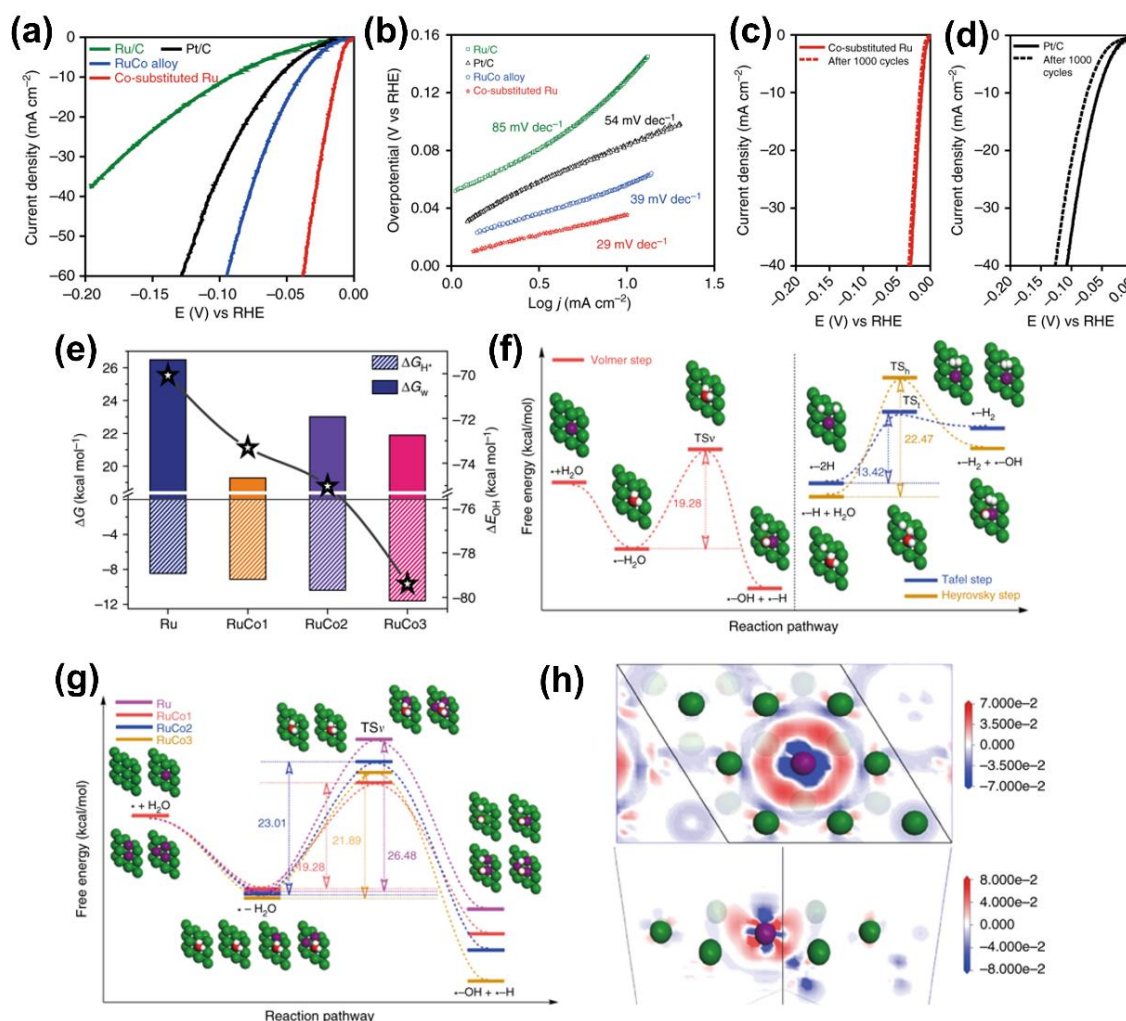 (a)
Ru/C
Pt/C
RuCo alloy
Co-substituted Ru
Current density (mA cm−2)
0
−10
−20
−30
−40
−50
−60
−0.20
−0.15
−0.10
−0.05
0.00
E (V) vs RHE
(b)
Ru/C
Pt/C
RuCo alloy
Co-substituted Ru
Overpotential (V vs RHE)
0.16
0.12
0.08
0.04
0.00
85 mV dec−1
54 mV dec−1
39 mV dec−1
29 mV dec−1
0.0
0.5
1.0
1.5
Log j (mA cm−2)
(c)
Co-substituted Ru
After 1000 cycles
Current density (mA cm−2)
0
−10
−20
−30
−40
−0.20
−0.15
−0.10
−0.05
0.00
E (V) vs RHE
(d)
Pt/C
After 1000
cycles
Current density (mA cm−2)
0
−10
−20
−30
−40
−0.20
−0.15
−0.10
−0.05
0.00
E (V) vs RHE
(e)
ΔG (kcal mol−1)
26
24
22
20
0
−4
−8
−12
ΔGH*
ΔGw
−70
−72
−74
−76
−78
−80
ΔEOH (kcal mol−1)
Ru
RuCo1
RuCo2
RuCo3
(f)
Volmer step
Free energy (kcal/mol)
TSv
*+H2O
19.28
*–H2O
*–OH + *–H
TSh
TSt
*–H2
22.47
*–2H
13.42
*–H2 + *–OH
*–H + H2O
Tafel step
Heyrovsky step
Reaction pathway
(g)
Ru
RuCo1
RuCo2
RuCo3
Free energy (kcal/mol)
TSv
* + H2O
23.01
19.28
21.89
26.48
* – H2O
*–OH + *–H
Reaction pathway
(h)
7.000e−2
3.500e−2
0.000
−3.500e−2
−7.000e−2
8.000e−2
4.000e−2
0.000
−4.000e−2
−8.000e−2